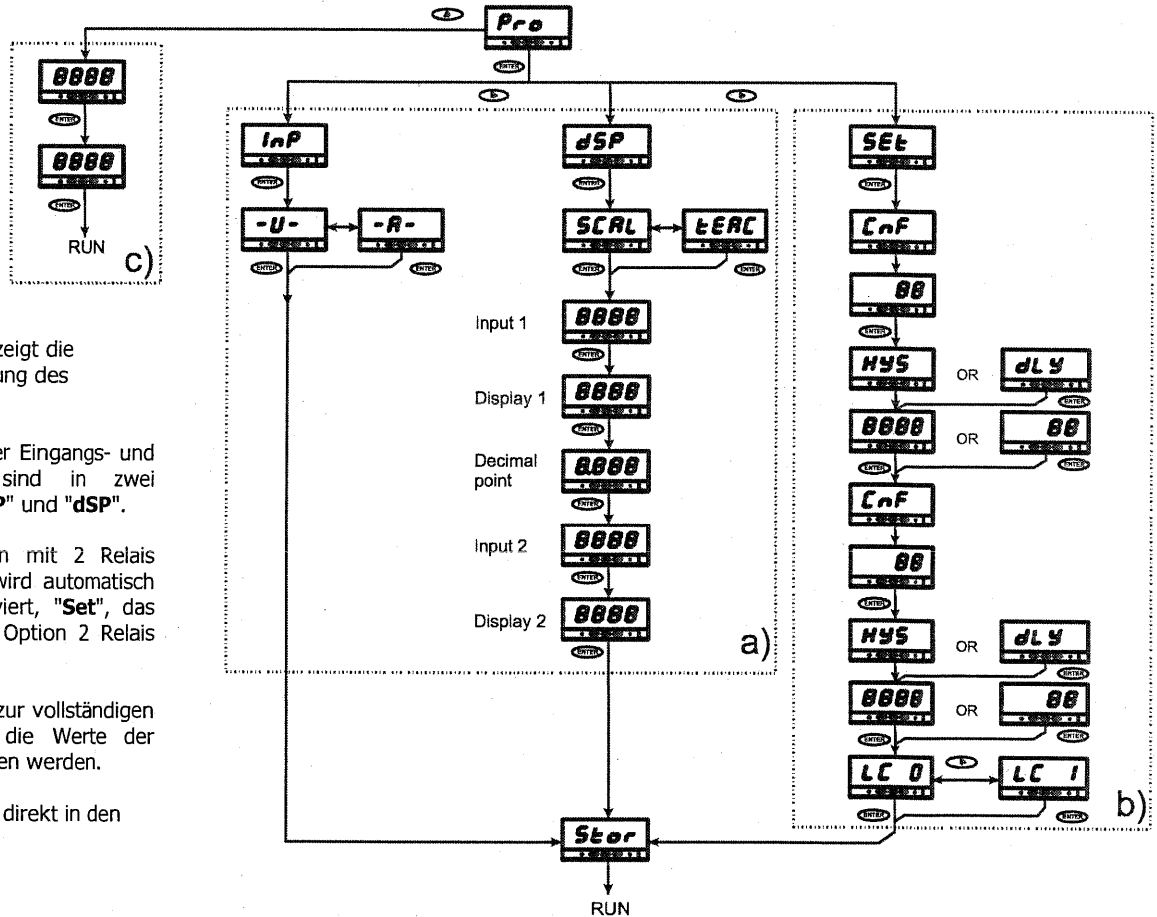 Pro
ENTER
8888
ENTER
8888
ENTER
RUN
c)
InP
ENTER
-U- -A-
ENTER ENTER
dSP
ENTER
SCAL tEAC
ENTER ENTER
Input 1 8888
ENTER
Display 1 8888
ENTER
Decimal
point 8.888
ENTER
Input 2 8888
ENTER
Display 2 8888
ENTER
a)
SEt
ENTER
CnF
88
ENTER
HYS OR dLY
ENTER
8888 OR 88
ENTER ENTER
CnF
88
ENTER
HYS OR dLY
ENTER
8888 OR 88
ENTER ENTER
LC 0 LC 1
ENTER ENTER
b)
Stor
RUN
zeigt die
ung des
er Eingangs- und
sind in zwei
P" und "dSP".
n mit 2 Relais
wird automatisch
viert, "Set", das
Option 2 Relais
zur vollständigen
die Werte der
en werden.
direkt in den